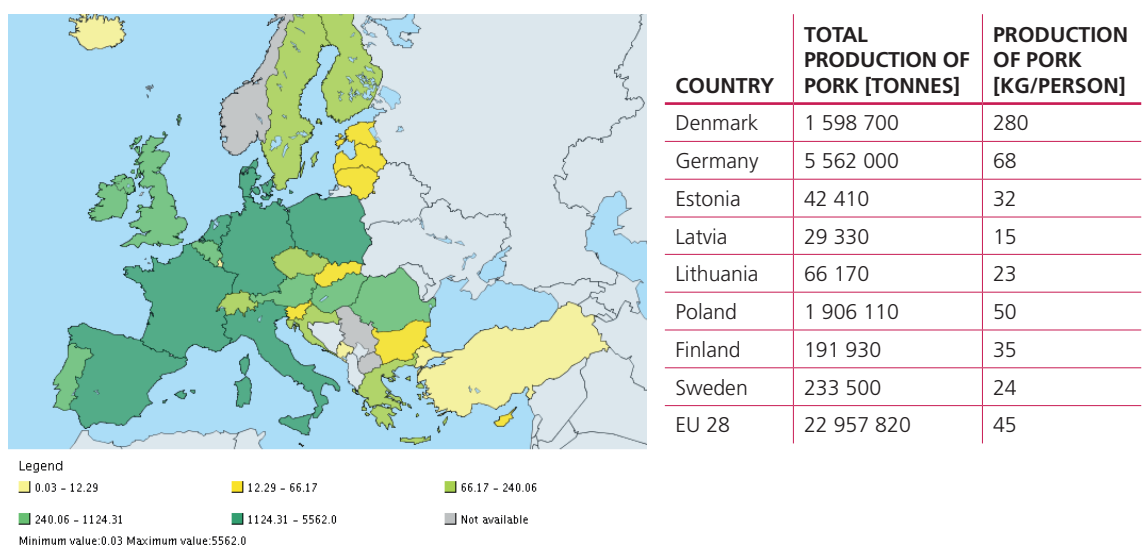 COUNTRY TOTAL PRODUCTION OF PORK [TONNES] PRODUCTION OF PORK [KG/PERSON]
Denmark 1 598 700 280
Germany 5 562 000 68
Estonia 42 410 32
Latvia 29 330 15
Lithuania 66 170 23
Poland 1 906 110 50
Finland 191 930 35
Sweden 233 500 24
EU 28 22 957 820 45
Legend
0.03 - 12.29 12.29 - 66.17 66.17 - 240.06
240.06 - 1124.31 1124.31 - 5562.0 Not available
Minimum value:0.03 Maximum value:5562.0